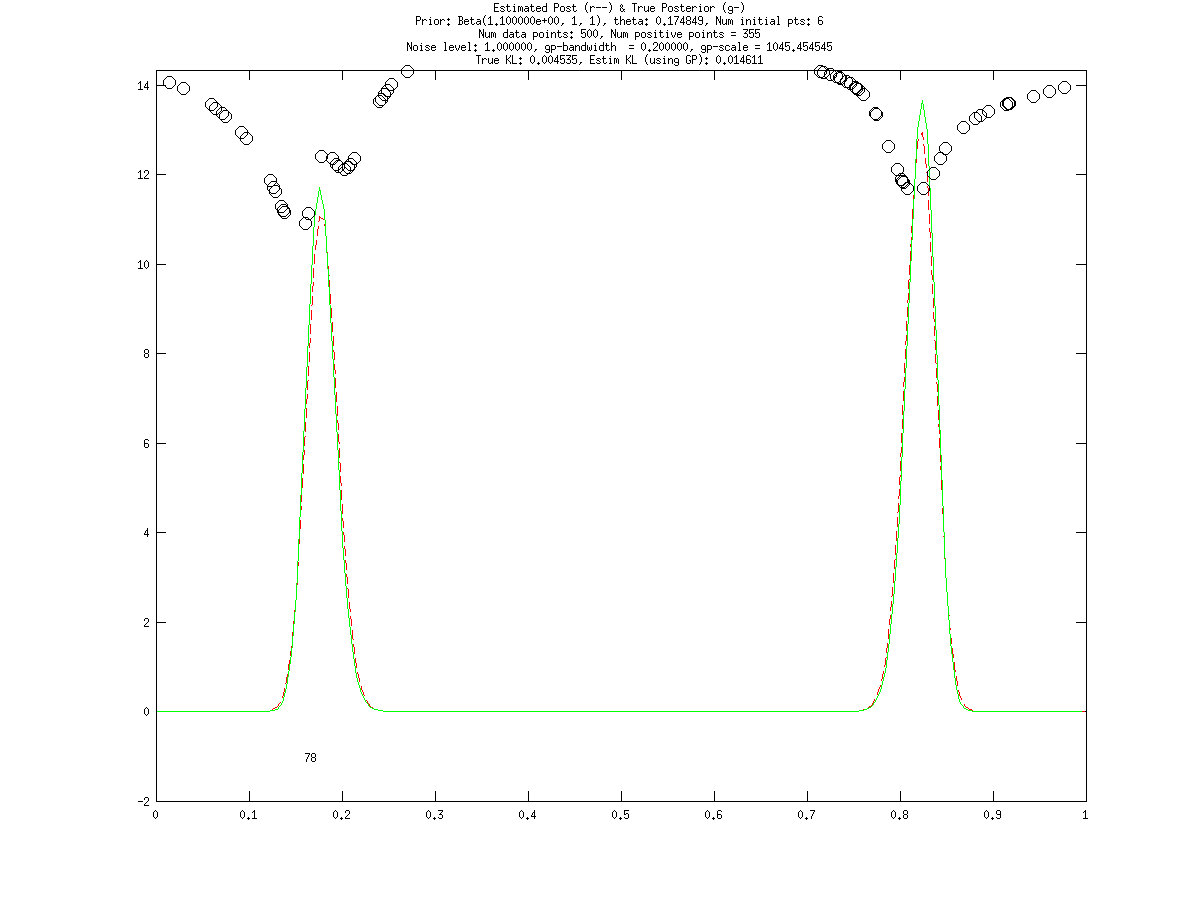 Estimated Post (r--) & True Posterior (g-)
Prior: Beta(1.100000e+00, 1, 1), theta: 0.174849, Num initial pts: 6
Num data points: 500, Num positive points = 355
Noise level: 1.000000, gp-bandwidth  = 0.200000, gp-scale = 1045.454545
True KL: 0.004535, Estim KL (using GP): 0.014611
14
12
10
8
6
4
2
0
78
-2
0 0.1 0.2 0.3 0.4 0.5 0.6 0.7 0.8 0.9 1